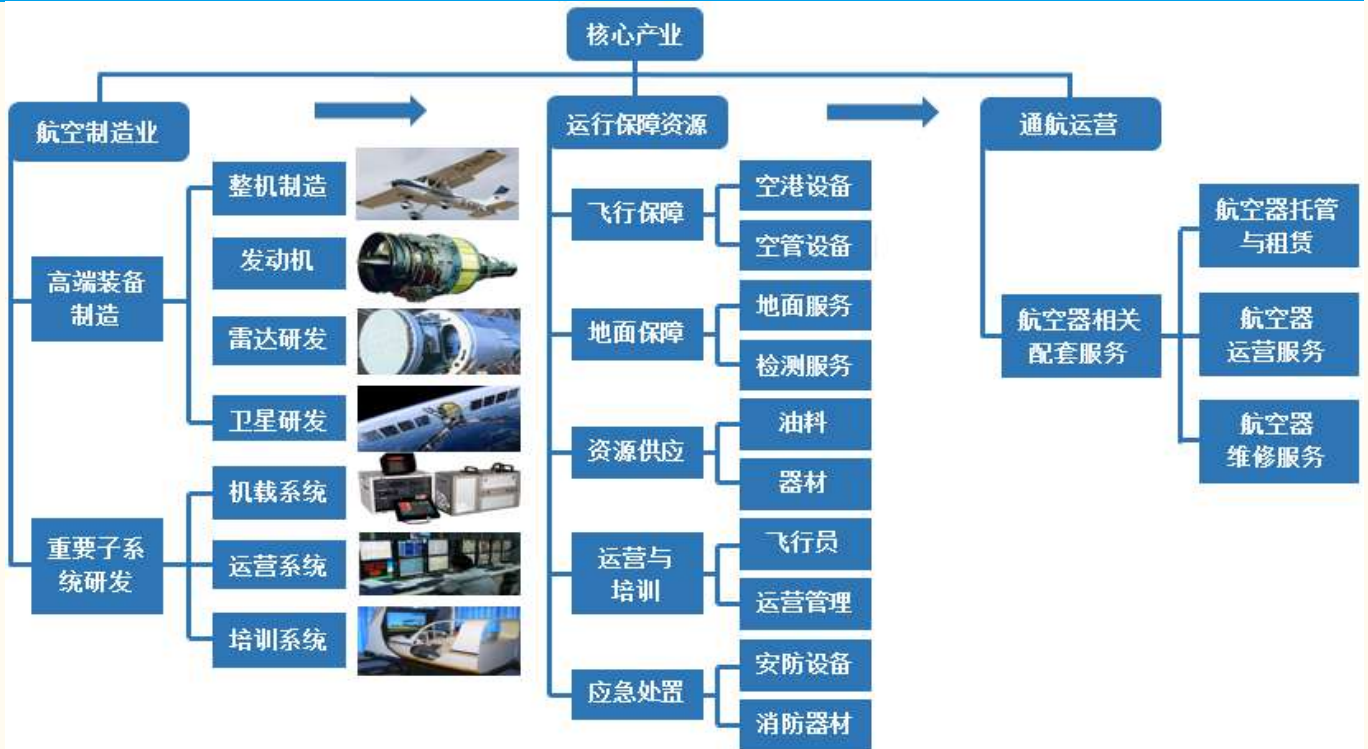 核心产业
航空制造业
运行保障资源
通航运营
高端装备
制造
整机制造
发动机
雷达研发
卫星研发
重要子系
统研发
机载系统
运营系统
培训系统
飞行保障
空港设备
空管设备
地面保障
地面服务
检测服务
资源供应
油料
器材
运营与
培训
飞行员
运营管理
应急处置
安防设备
消防器材
航空器相关
配套服务
航空器托管
与租赁
航空器
运营服务
航空器
维修服务